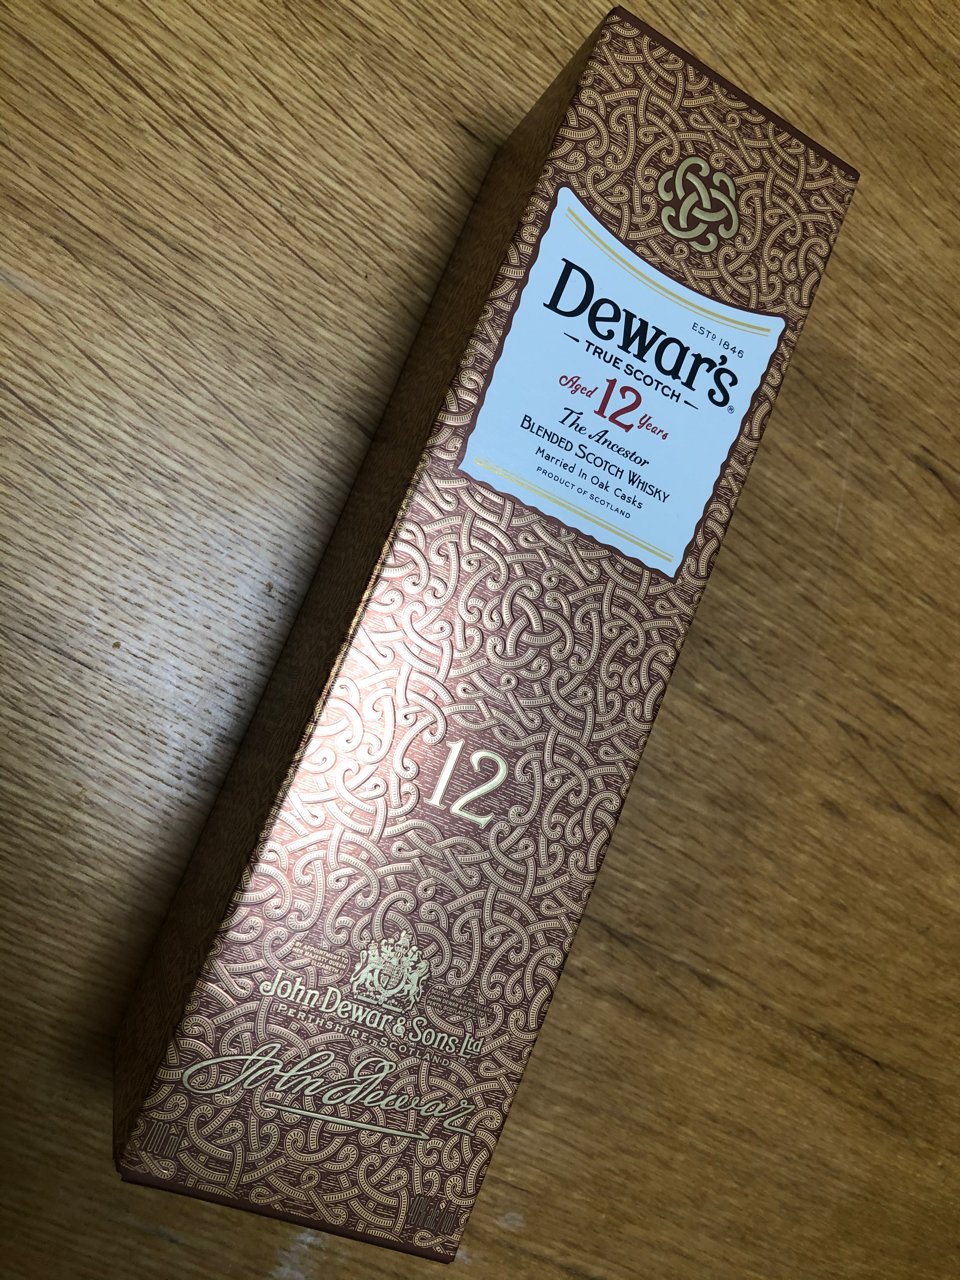 Dewar's®
ESTD 1846
— TRUE SCOTCH —
Aged 12 Years
The Ancestor
BLENDED SCOTCH WHISKY
Married In Oak Casks
PRODUCT OF SCOTLAND
12
John Dewar & Sons Ltd
PERTHSHIRE, SCOTLAND
John Dewar